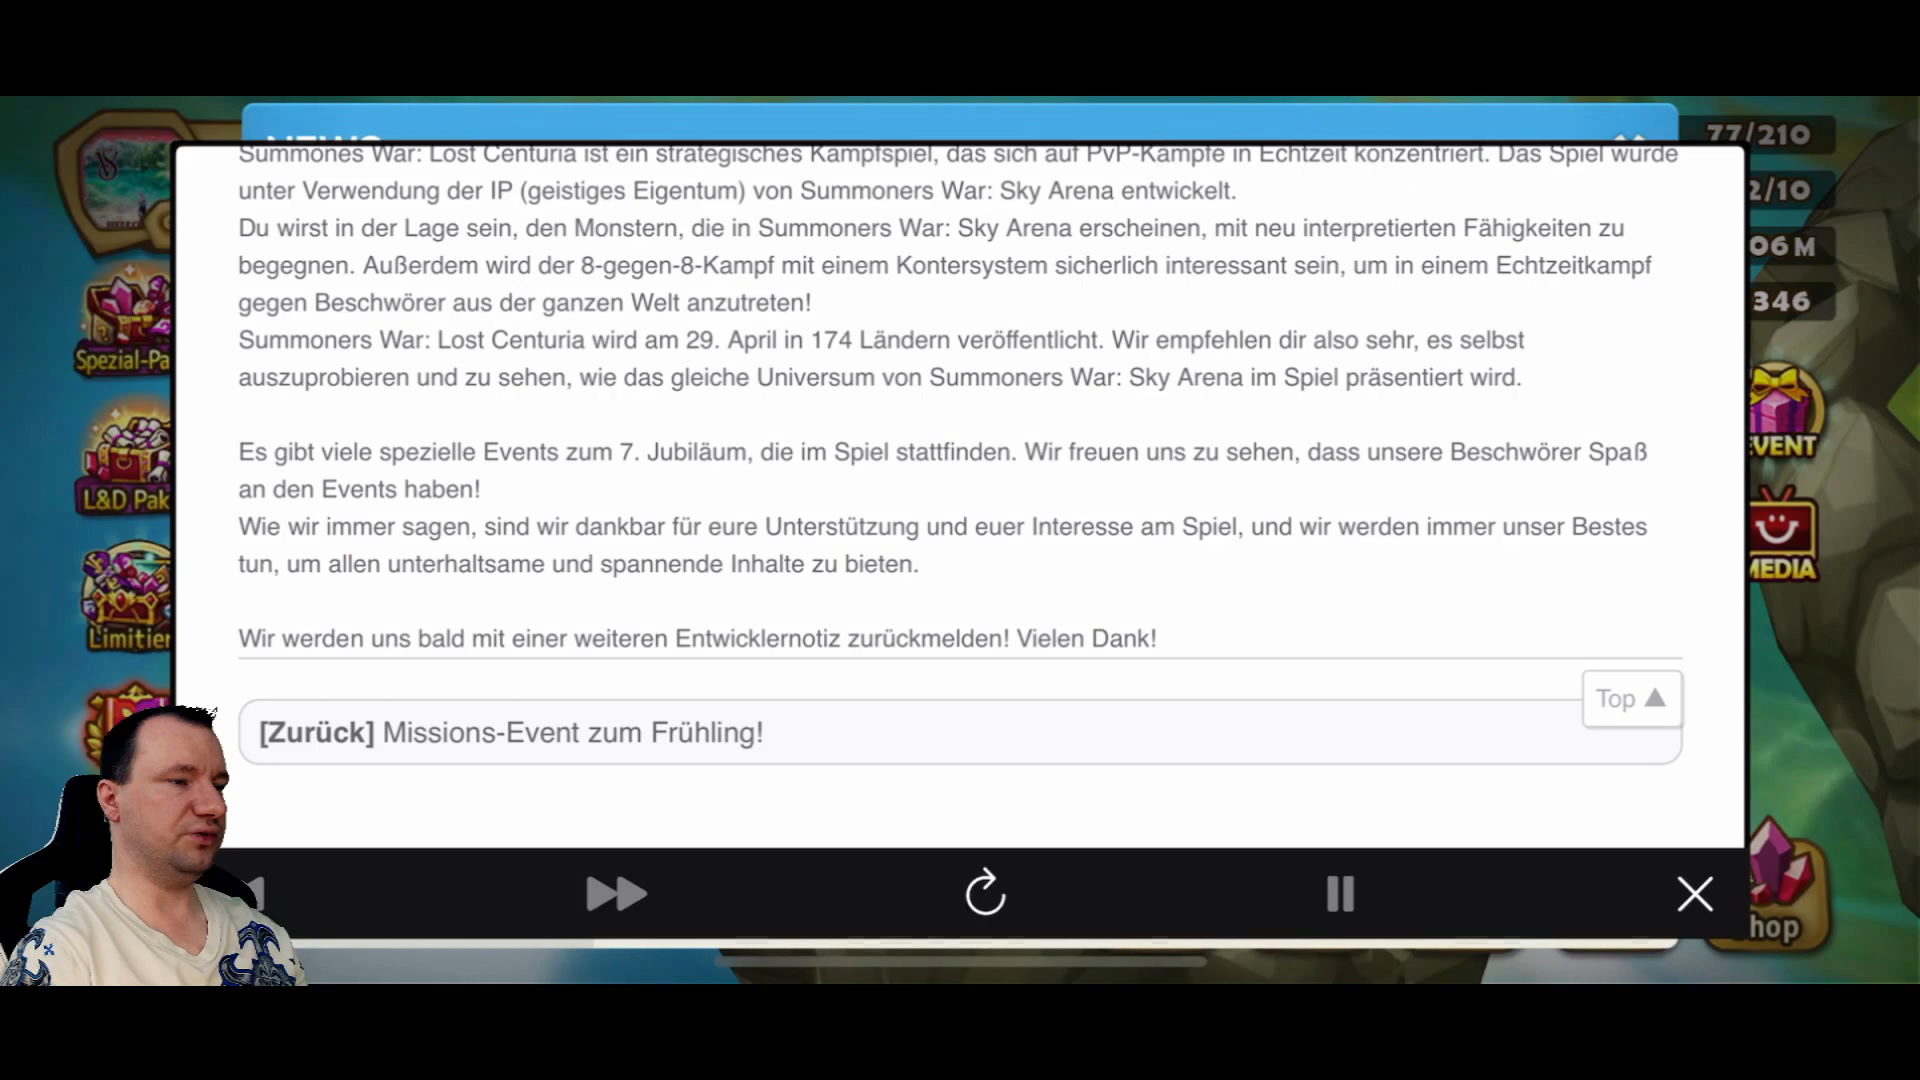 NEWS
77/210
Summones War: Lost Centuria ist ein strategisches Kampfspiel, das sich auf PvP-Kämpfe in Echtzeit konzentriert. Das Spiel wurde
unter Verwendung der IP (geistiges Eigentum) von Summoners War: Sky Arena entwickelt.
2/10
Du wirst in der Lage sein, den Monstern, die in Summoners War: Sky Arena erscheinen, mit neu interpretierten Fähigkeiten zu
06M
begegnen. Außerdem wird der 8-gegen-8-Kampf mit einem Kontersystem sicherlich interessant sein, um in einem Echtzeitkampf
gegen Beschwörer aus der ganzen Welt anzutreten!
346
Summoners War: Lost Centuria wird am 29. April in 174 Ländern veröffentlicht. Wir empfehlen dir also sehr, es selbst
auszuprobieren und zu sehen, wie das gleiche Universum von Summoners War: Sky Arena im Spiel präsentiert wird.
Spezial-Pa
VENT
Es gibt viele spezielle Events zum 7. Jubiläum, die im Spiel stattfinden. Wir freuen uns zu sehen, dass unsere Beschwörer Spaß
an den Events haben!
L&D Pak
Wie wir immer sagen, sind wir dankbar für eure Unterstützung und euer Interesse am Spiel, und wir werden immer unser Bestes
tun, um allen unterhaltsame und spannende Inhalte zu bieten.
MEDIA
Limitier
Wir werden uns bald mit einer weiteren Entwicklernotiz zurückmelden! Vielen Dank!
Top ▲
[Zurück] Missions-Event zum Frühling!
hop